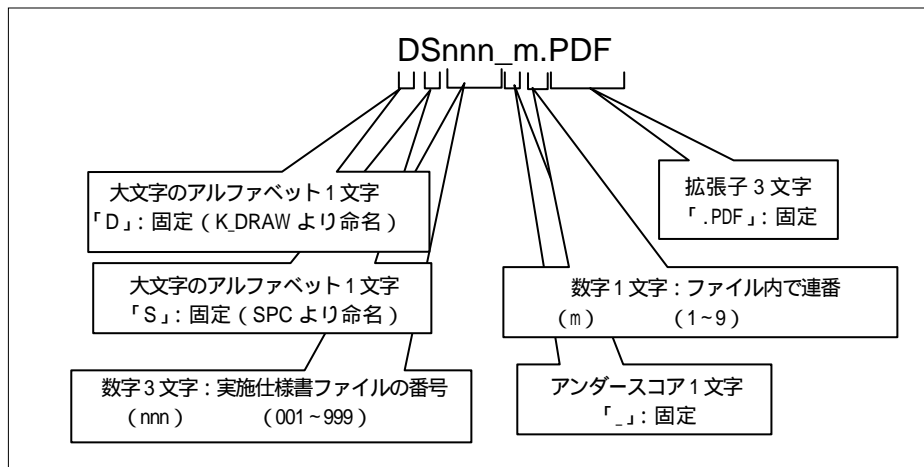 DSnnn_m.PDF
大文字のアルファベット1文字
「D」：固定（K_DRAWより命名）
拡張子3文字
「.PDF」：固定
大文字のアルファベット1文字
「S」：固定（SPCより命名）
数字1文字：ファイル内で連番
（m）　（1~9）
数字3文字：実施仕様書ファイルの番号
（nnn）　（001~999）
アンダースコア1文字
「_」：固定